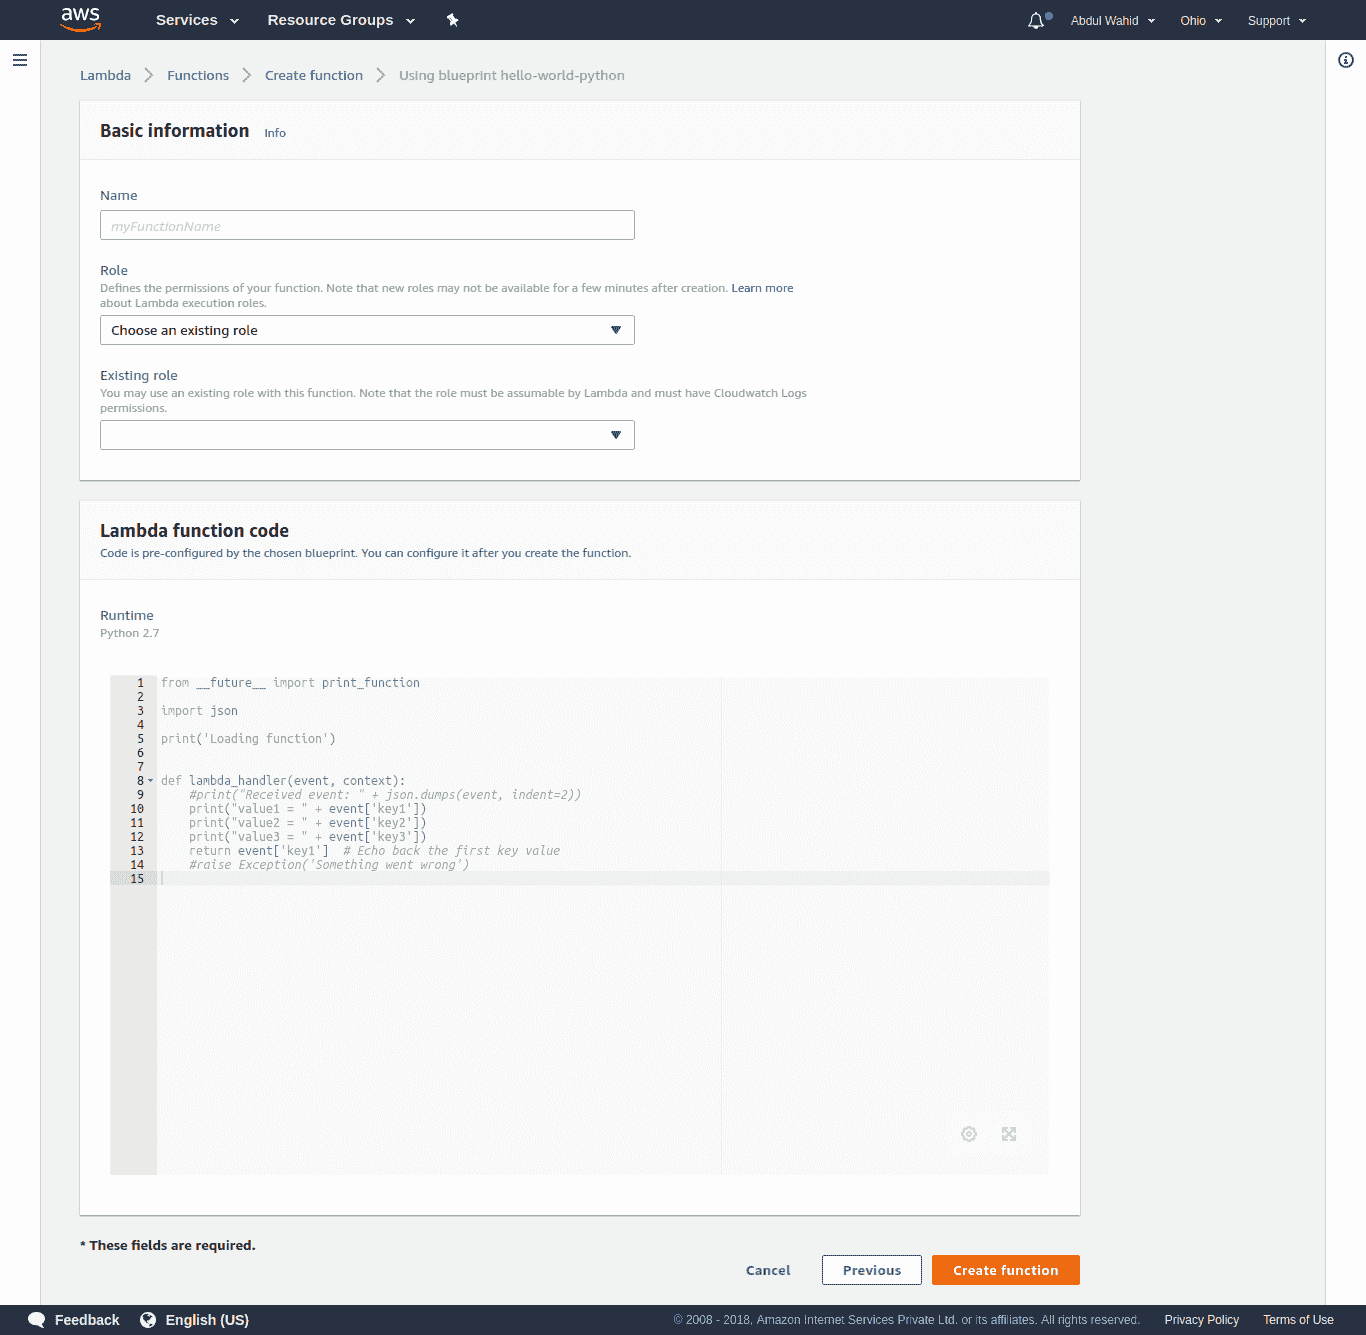 aws Services Resource Groups Abdul Wahid Ohio Support
Lambda Functions Create function Using blueprint hello-world-python
Basic information Info
Name
myFunctionName
Role
Defines the permissions of your function. Note that new roles may not be available for a few minutes after creation. Learn more
about Lambda execution roles.
Choose an existing role
Existing role
You may use an existing role with this function. Note that the role must be assumable by Lambda and must have Cloudwatch Logs
permissions.
Lambda function code
Code is pre-configured by the chosen blueprint. You can configure it after you create the function.
Runtime
Python 2.7
1 from __future__ import print_function
2
3 import json
4
5 print('Loading function')
6
7
8 def lambda_handler(event, context):
9 #print("Received event: " + json.dumps(event, indent=2))
10 print("value1 = " + event['key1'])
11 print("value2 = " + event['key2'])
12 print("value3 = " + event['key3'])
13 return event['key1']  # Echo back the first key value
14 #raise Exception('Something went wrong')
15
* These fields are required.
Cancel Previous Create function
Feedback English (US) © 2008 - 2018, Amazon Internet Services Private Ltd. or its affiliates. All rights reserved. Privacy Policy Terms of Use